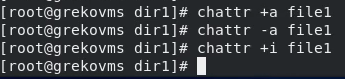 [root@grekovms dir1]# chattr +a file1
[root@grekovms dir1]# chattr -a file1
[root@grekovms dir1]# chattr +i file1
[root@grekovms dir1]#